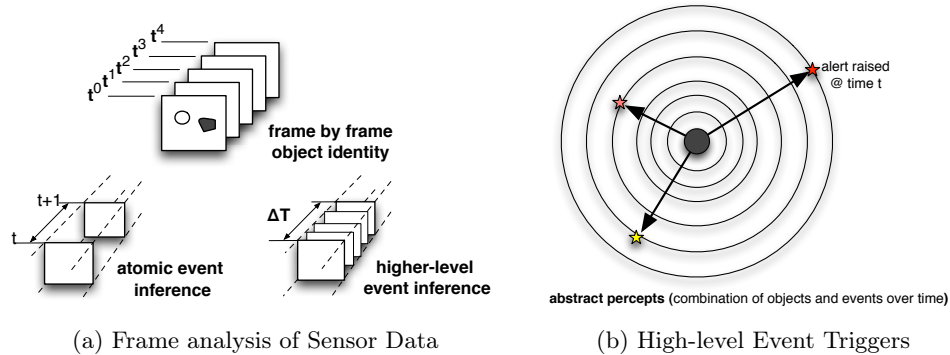 t⁰ t¹ t² t³ t⁴
frame by frame
object identity
t+1
t
atomic event
inference
ΔT
higher-level
event inference
(a) Frame analysis of Sensor Data
alert raised
@ time t
abstract percepts (combination of objects and events over time)
(b) High-level Event Triggers